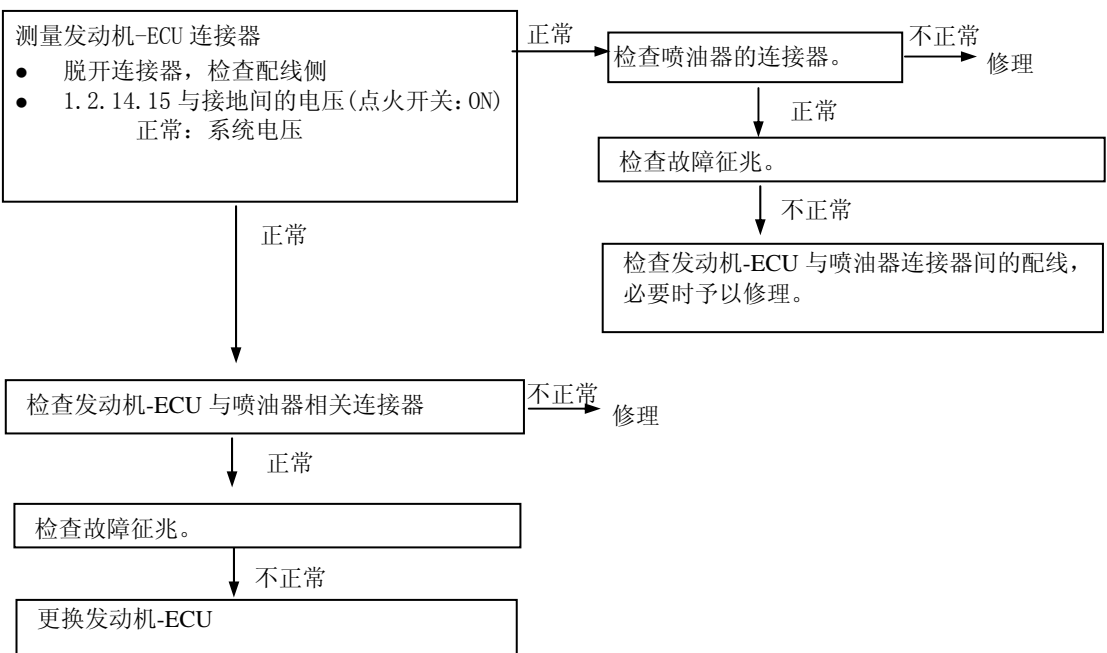 测量发动机-ECU 连接器
● 脱开连接器，检查配线侧
● 1.2.14.15 与接地间的电压(点火开关：ON)
正常：系统电压
正常
检查喷油器的连接器。
不正常
修理
正常
检查故障征兆。
不正常
检查发动机-ECU 与喷油器连接器间的配线，
必要时予以修理。
正常
检查发动机-ECU 与喷油器相关连接器
不正常
修理
正常
检查故障征兆。
不正常
更换发动机-ECU